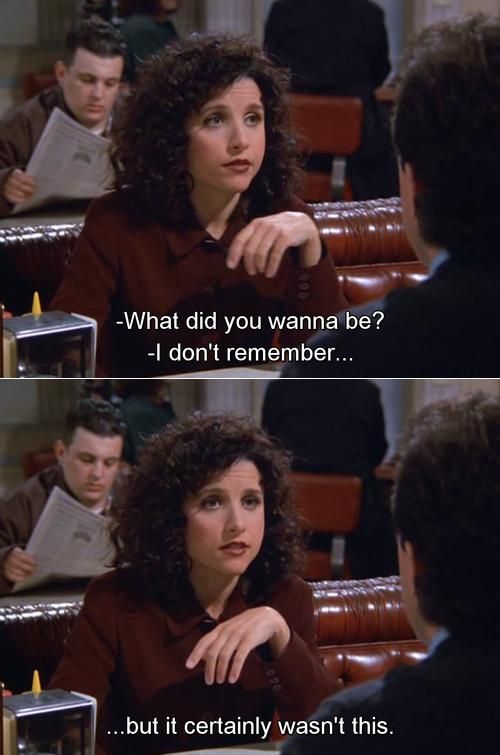 -What did you wanna be?
-I don't remember...
...but it certainly wasn't this.